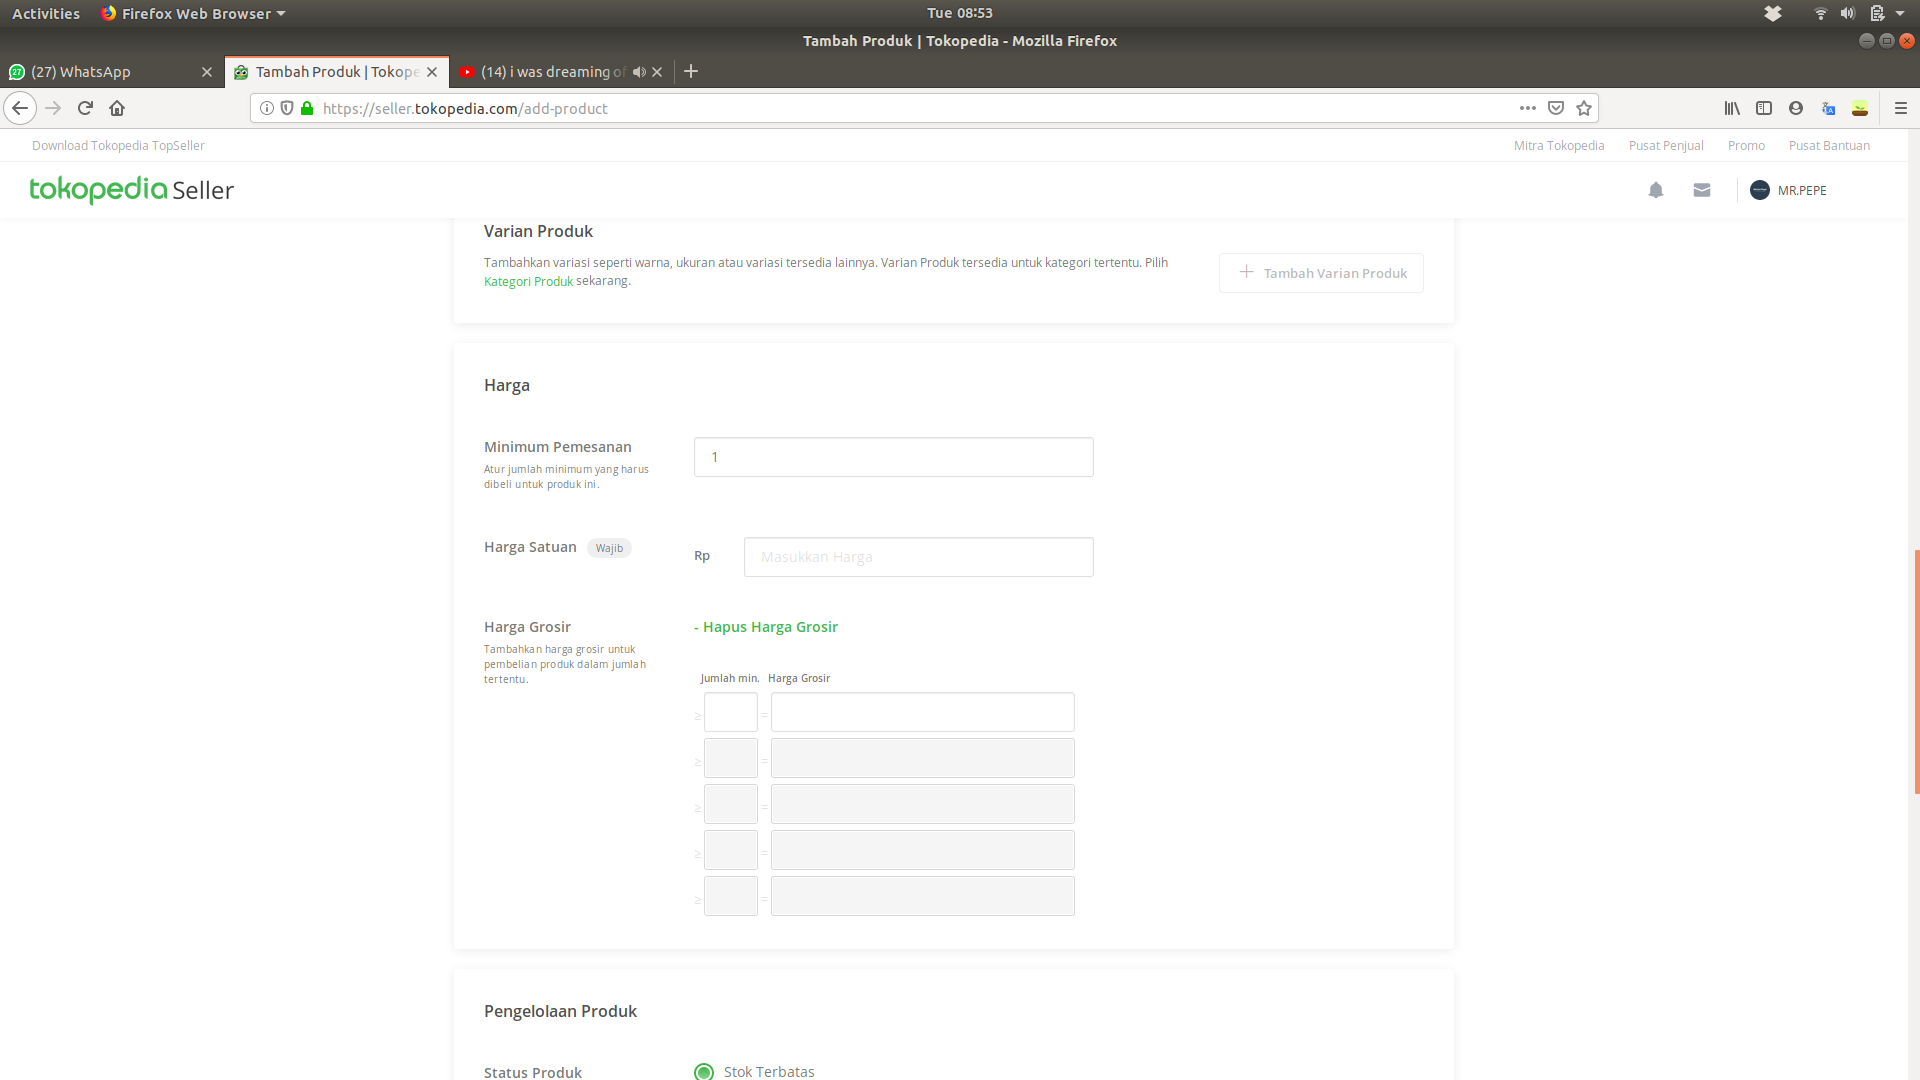 Activities
Firefox Web Browser
Tue 08:53
Tambah Produk | Tokopedia - Mozilla Firefox
(27) WhatsApp
Tambah Produk | Tokope
(14) i was dreaming of
https://seller.tokopedia.com/add-product
Download Tokopedia TopSeller
Mitra Tokopedia
Pusat Penjual
Promo
Pusat Bantuan
tokopedia Seller
MR.PEPE
Varian Produk
Tambahkan variasi seperti warna, ukuran atau variasi tersedia lainnya. Varian Produk tersedia untuk kategori tertentu. Pilih
Kategori Produk sekarang.
+ Tambah Varian Produk
Harga
Minimum Pemesanan
Atur jumlah minimum yang harus
dibeli untuk produk ini.
1
Harga Satuan
Wajib
Rp
Masukkan Harga
Harga Grosir
Tambahkan harga grosir untuk
pembelian produk dalam jumlah
tertentu.
- Hapus Harga Grosir
Jumlah min. Harga Grosir
≥ =
≥ =
≥ =
≥ =
≥ =
Pengelolaan Produk
Status Produk
Stok Terbatas